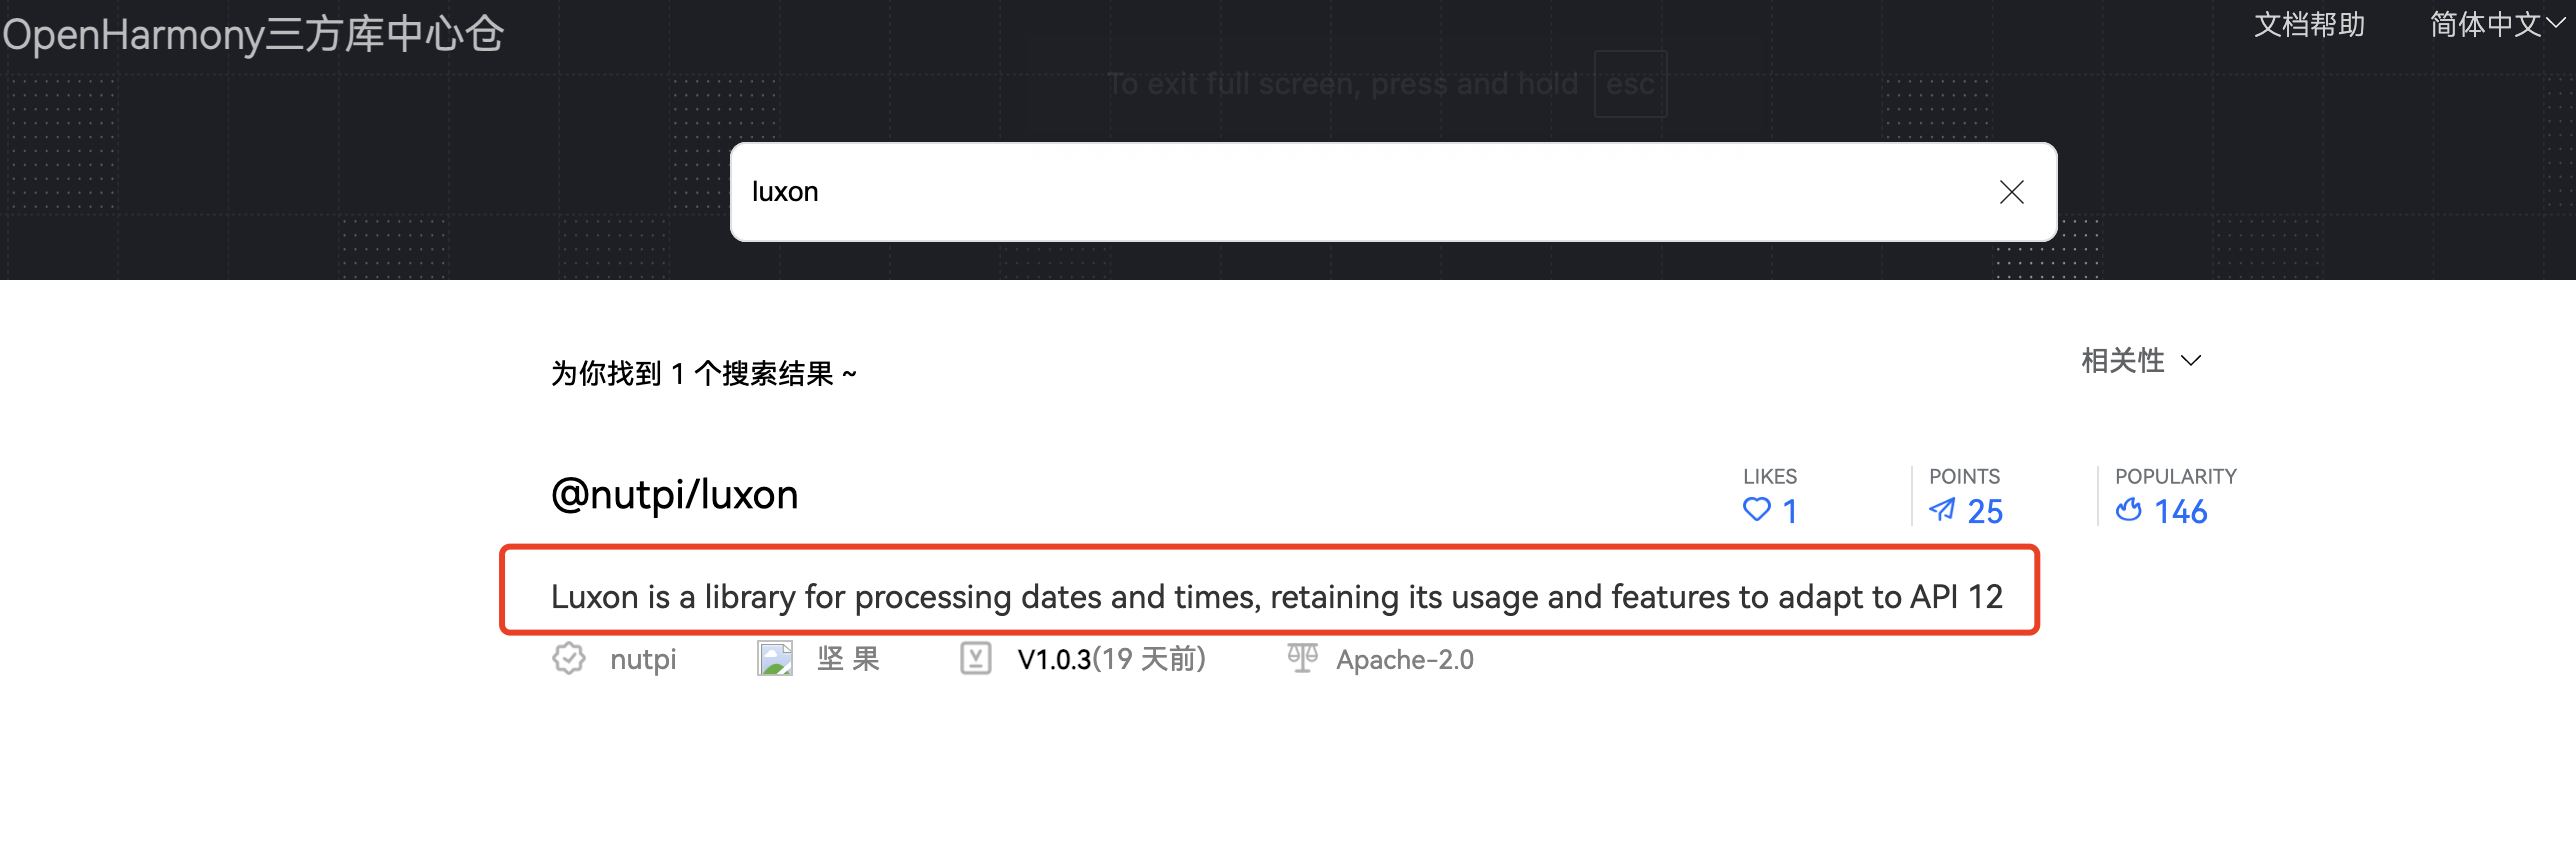 OpenHarmony三方库中心仓
文档帮助
简体中文
To exit full screen, press and hold esc
luxon
为你找到 1 个搜索结果 ~
相关性
@nutpi/luxon
LIKES
1
POINTS
25
POPULARITY
146
Luxon is a library for processing dates and times, retaining its usage and features to adapt to API 12
nutpi
坚 果
V1.0.3(19 天前)
Apache-2.0